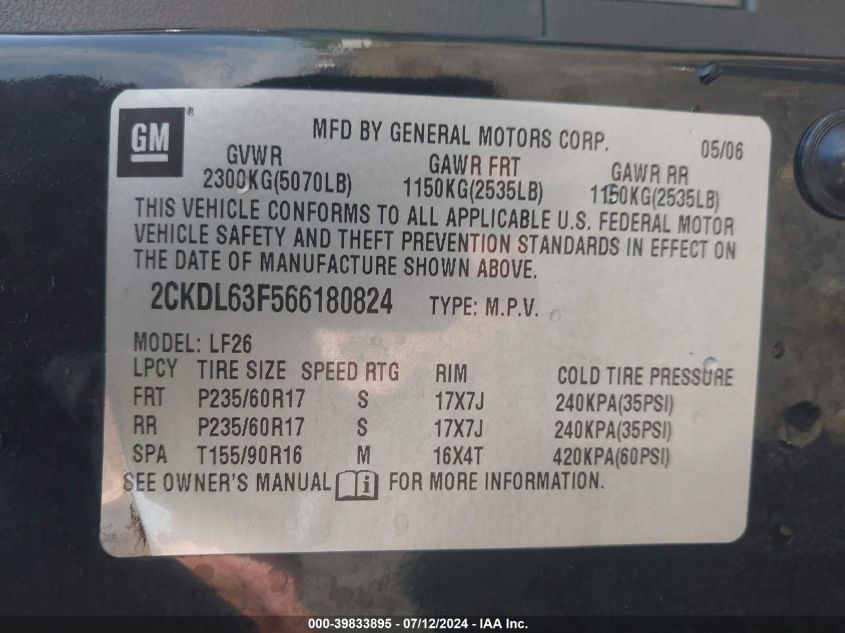 GM®
MFD BY GENERAL MOTORS CORP. 05/06
GVWR GAWR FRT GAWR RR
2300KG(5070LB) 1150KG(2535LB) 1150KG(2535LB)
THIS VEHICLE CONFORMS TO ALL APPLICABLE U.S. FEDERAL MOTOR
VEHICLE SAFETY AND THEFT PREVENTION STANDARDS IN EFFECT ON
THE DATE OF MANUFACTURE SHOWN ABOVE.
2CKDL63F566180824 TYPE: M.P.V.
MODEL: LF26
LPCY TIRE SIZE SPEED RTG RIM COLD TIRE PRESSURE
FRT P235/60R17 S 17X7J 240KPA(35PSI)
RR P235/60R17 S 17X7J 240KPA(35PSI)
SPA T155/90R16 M 16X4T 420KPA(60PSI)
SEE OWNER'S MANUAL i FOR MORE INFORMATION.
000-39833895 - 07/12/2024 - IAA Inc.